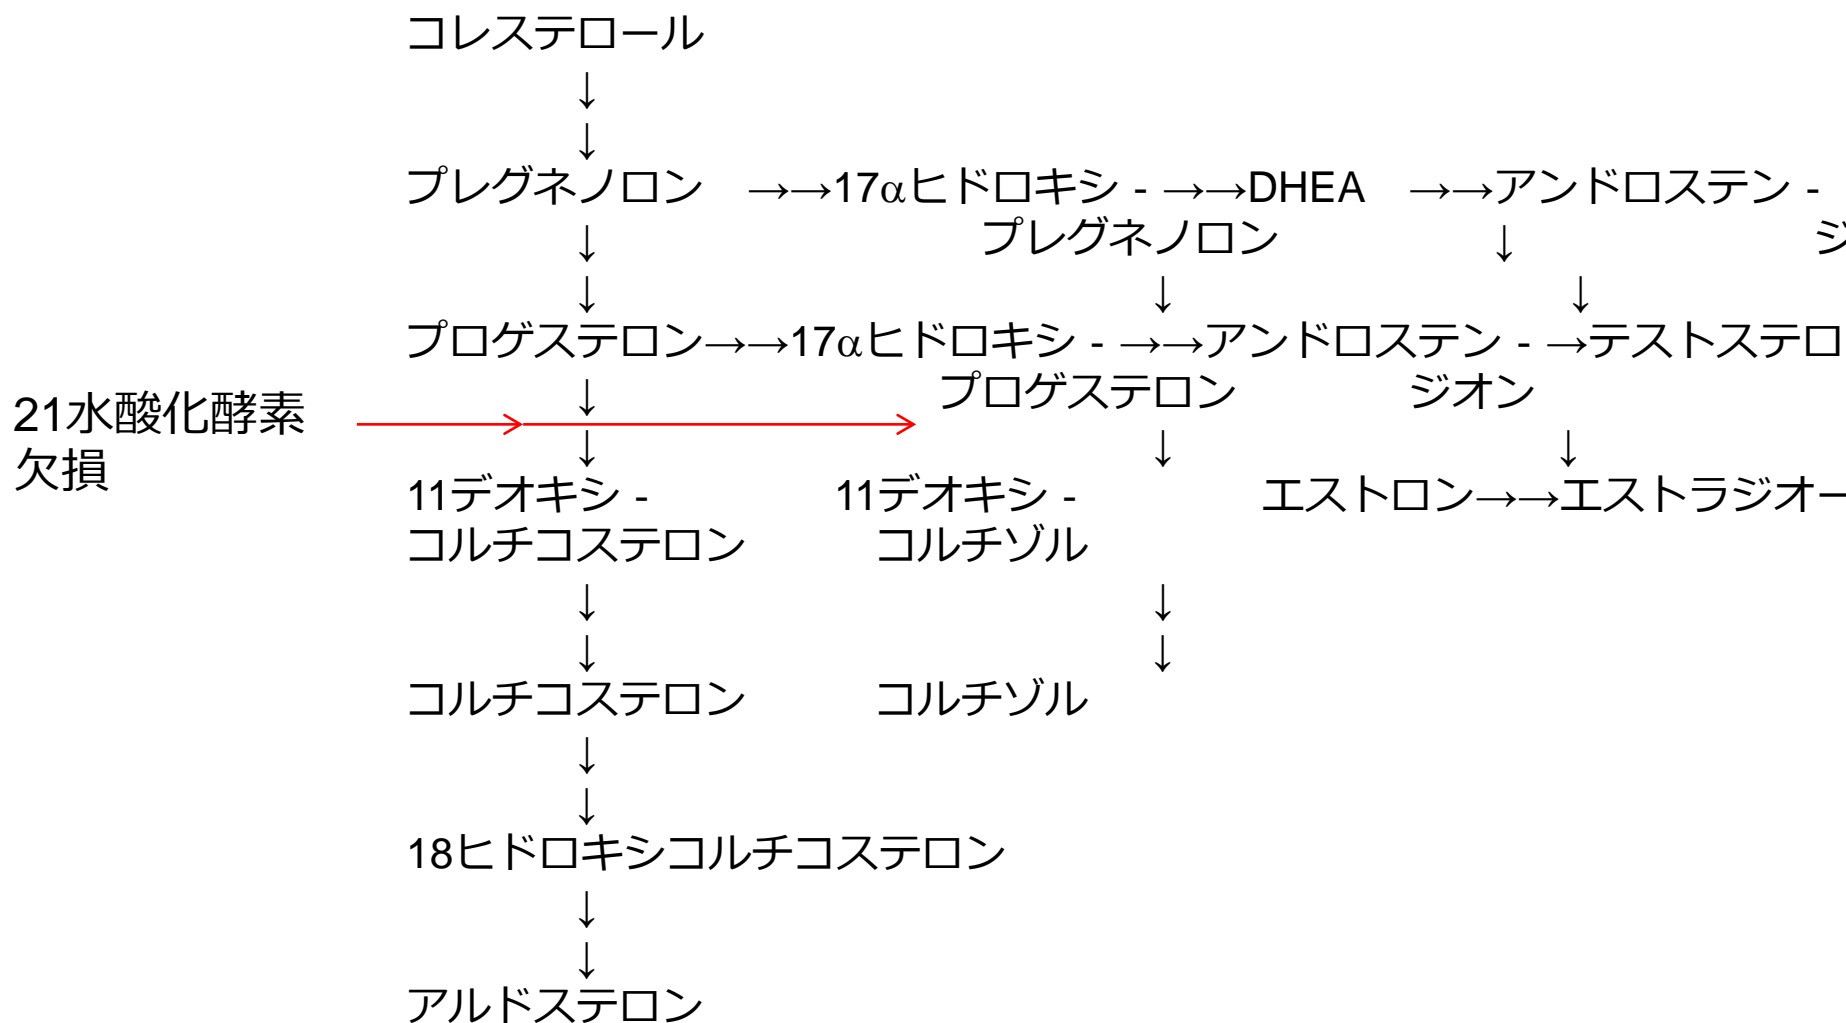 コレステロール
↓
↓
プレグネノロン →→17αヒドロキシ - →→DHEA →→アンドロステン -
↓ プレグネノロン ↓ ジ
↓ ↓ ↓
プロゲステロン→→17αヒドロキシ - →→アンドロステン - →テストステロ
↓ プロゲステロン ジオン
21水酸化酵素
欠損
↓ ↓ ↓
11デオキシ - 11デオキシ - エストロン→→エストラジオー
コルチコステロン コルチゾル
↓ ↓
↓ ↓
コルチコステロン コルチゾル
↓
↓
18ヒドロキシコルチコステロン
↓
↓
アルドステロン